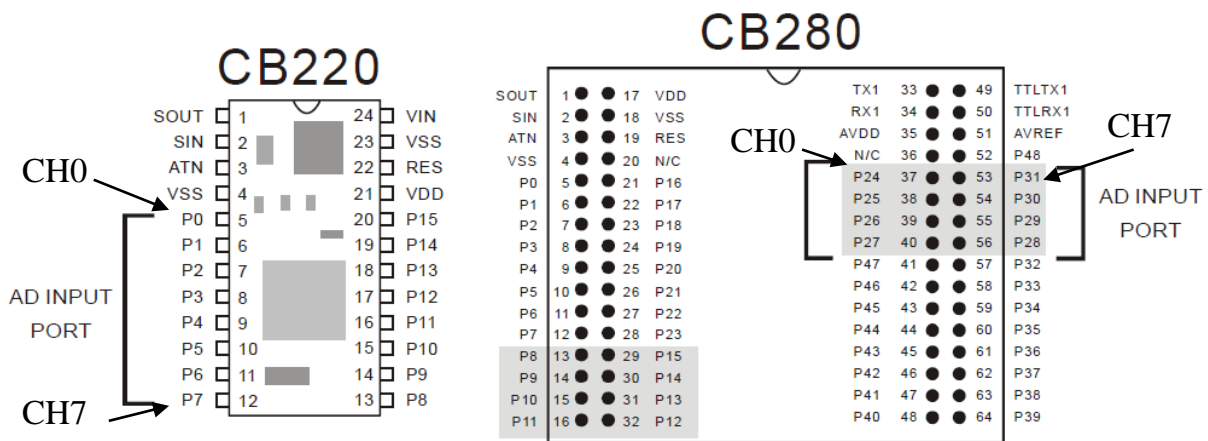 CB220
SOUT 1 24 VIN
SIN 2 23 VSS
ATN 3 22 RES
CH0
VSS 4 21 VDD
P0 5 20 P15
P1 6 19 P14
P2 7 18 P13
AD INPUT PORT
P3 8 17 P12
P4 9 16 P11
P5 10 15 P10
P6 11 14 P9
CH7
P7 12 13 P8
CB280
SOUT 1 17 VDD
SIN 2 18 VSS
ATN 3 19 RES
VSS 4 20 N/C
P0 5 21 P16
P1 6 22 P17
P2 7 23 P18
P3 8 24 P19
P4 9 25 P20
P5 10 26 P21
P6 11 27 P22
P7 12 28 P23
P8 13 29 P15
P9 14 30 P14
P10 15 31 P13
P11 16 32 P12
TX1 33 49 TTLTX1
RX1 34 50 TTLRX1
AVDD 35 51 AVREF
CH0
CH7
N/C 36 52 P48
P24 37 53 P31
P25 38 54 P30
P26 39 55 P29
P27 40 56 P28
AD INPUT
PORT
P47 41 57 P32
P46 42 58 P33
P45 43 59 P34
P44 44 60 P35
P43 45 61 P36
P42 46 62 P37
P41 47 63 P38
P40 48 64 P39